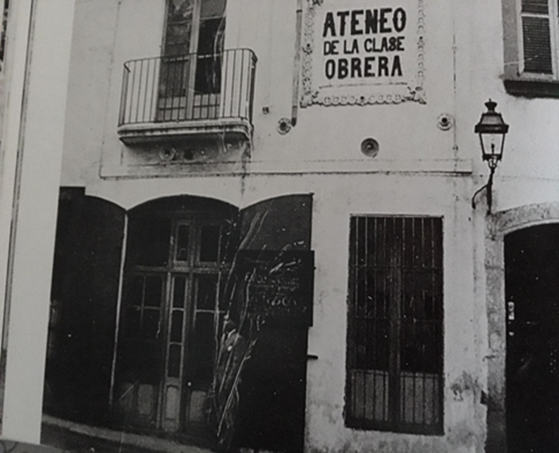 ATENEO
DE LA CLASE
OBRERA